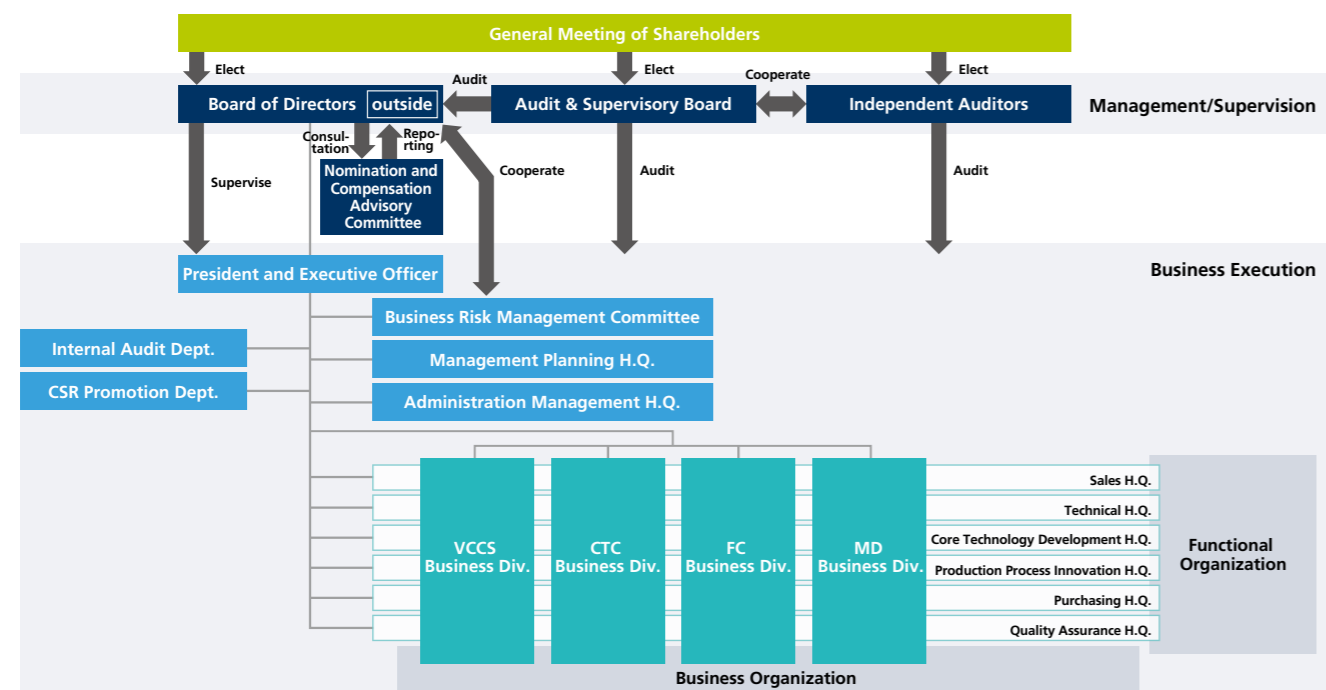 General Meeting of Shareholders
Elect
Elect
Elect
Audit
Cooperate
Board of Directors outside
Audit & Supervisory Board
Independent Auditors
Management/Supervision
Consul-
tation
Repo-
rting
Nomination and
Compensation
Advisory
Committee
Supervise
Cooperate
Audit
Audit
President and Executive Officer
Business Execution
Business Risk Management Committee
Internal Audit Dept.
Management Planning H.Q.
CSR Promotion Dept.
Administration Management H.Q.
VCCS
Business Div.
CTC
Business Div.
FC
Business Div.
MD
Business Div.
Sales H.Q.
Technical H.Q.
Core Technology Development H.Q.
Production Process Innovation H.Q.
Purchasing H.Q.
Quality Assurance H.Q.
Functional
Organization
Business Organization